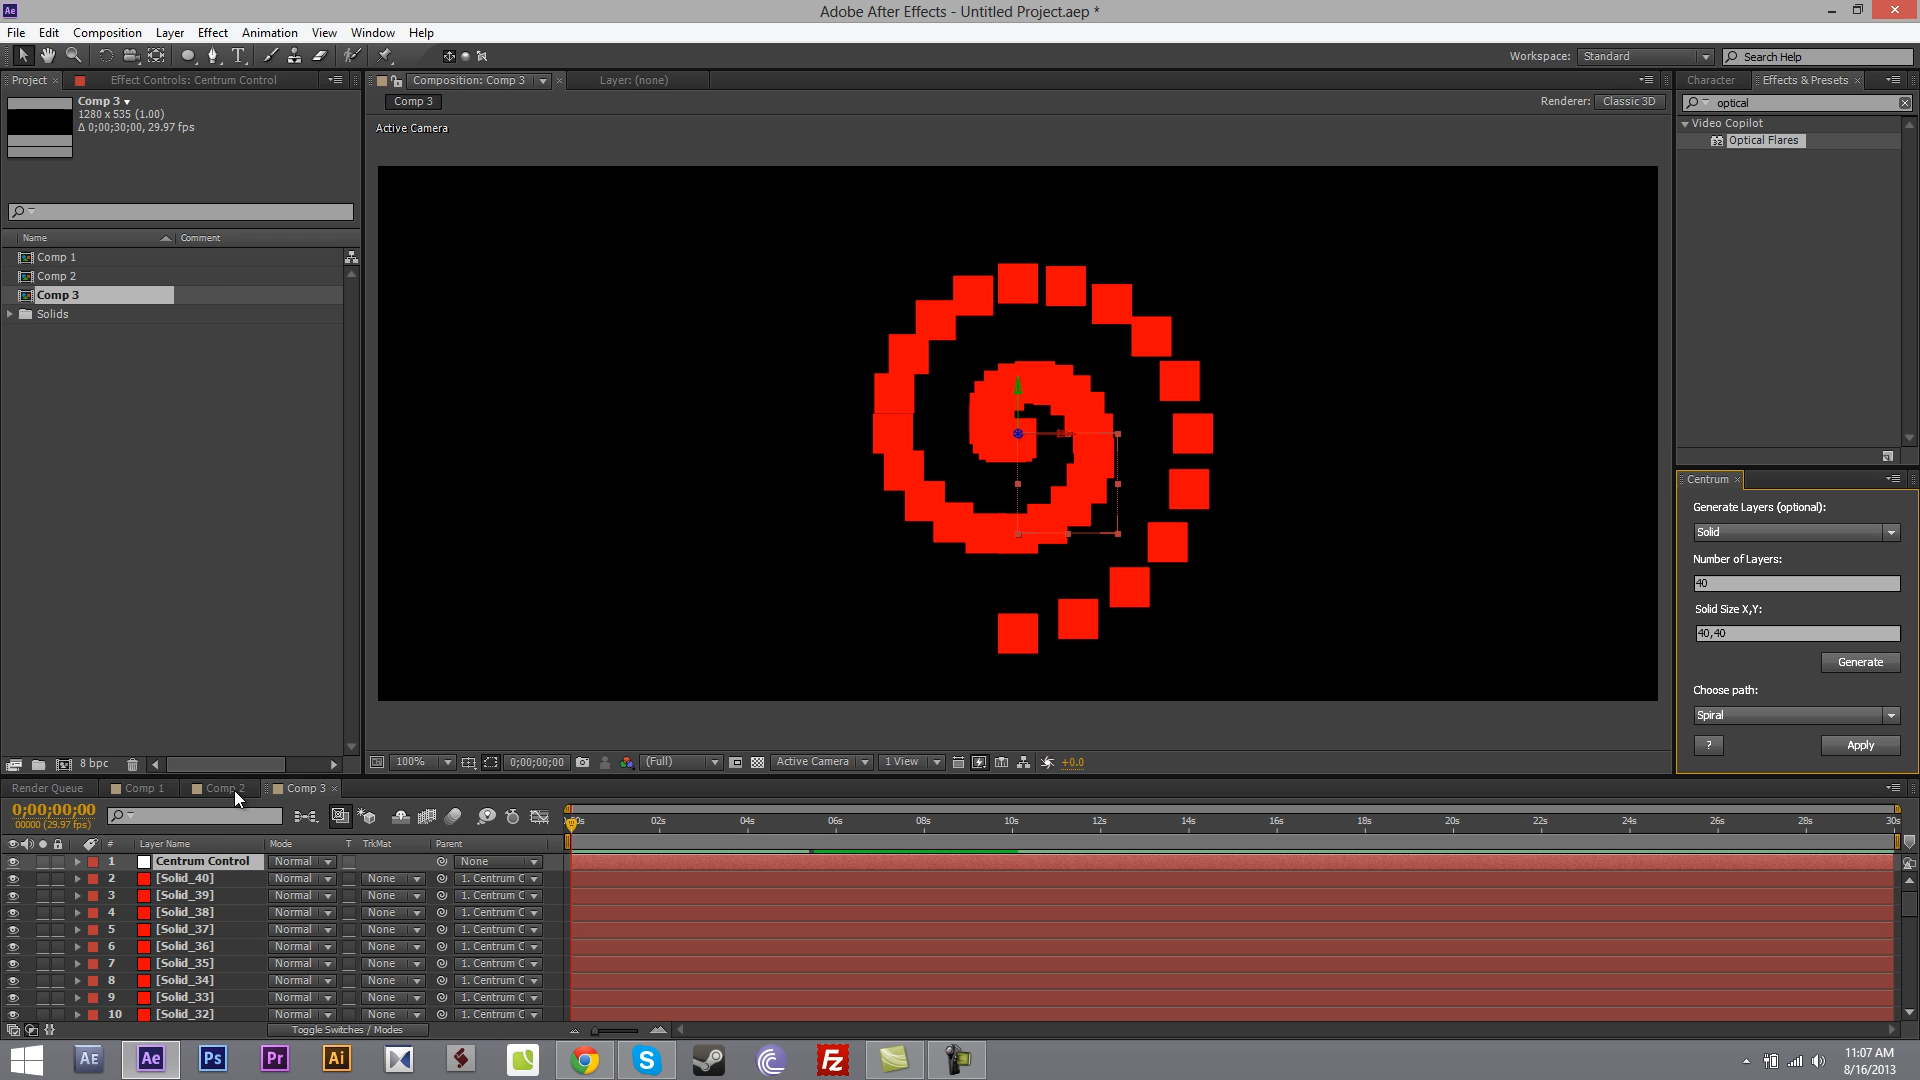 Ae
Adobe After Effects - Untitled Project.aep *
File Edit Composition Layer Effect Animation View Window Help
T
Workspace: Standard
Search Help
Project Effect Controls: Centrum Control
Composition: Comp 3 Layer: (none)
Character Effects & Presets
Comp 3
1280 x 535 (1.00)
Δ 0;00;30;00, 29.97 fps
Comp 3
Renderer: Classic 3D
optical
Active Camera
Video Copilot
32 Optical Flares
Name Comment
Comp 1
Comp 2
Comp 3
Solids
Centrum
Generate Layers (optional):
Solid
Number of Layers:
40
Solid Size X,Y:
40,40
Generate
Choose path:
Spiral
? Apply
8 bpc
100% 0;00;00;00 (Full) Active Camera 1 View +0.0
Render Queue Comp 1 Comp 2 Comp 3
0;00;00;00
00000 (29.97 fps)
02s 04s 06s 08s 10s 12s 14s 16s 18s 20s 22s 24s 26s 28s 30s
# Layer Name Mode T TrkMat Parent
1 Centrum Control Normal None
2 [Solid_40] Normal None 1. Centrum C
3 [Solid_39] Normal None 1. Centrum C
4 [Solid_38] Normal None 1. Centrum C
5 [Solid_37] Normal None 1. Centrum C
6 [Solid_36] Normal None 1. Centrum C
7 [Solid_35] Normal None 1. Centrum C
8 [Solid_34] Normal None 1. Centrum C
9 [Solid_33] Normal None 1. Centrum C
10 [Solid_32] Normal None 1. Centrum C
Toggle Switches / Modes
AE Ae Ps Pr Ai S Fz
11:07 AM
8/16/2013